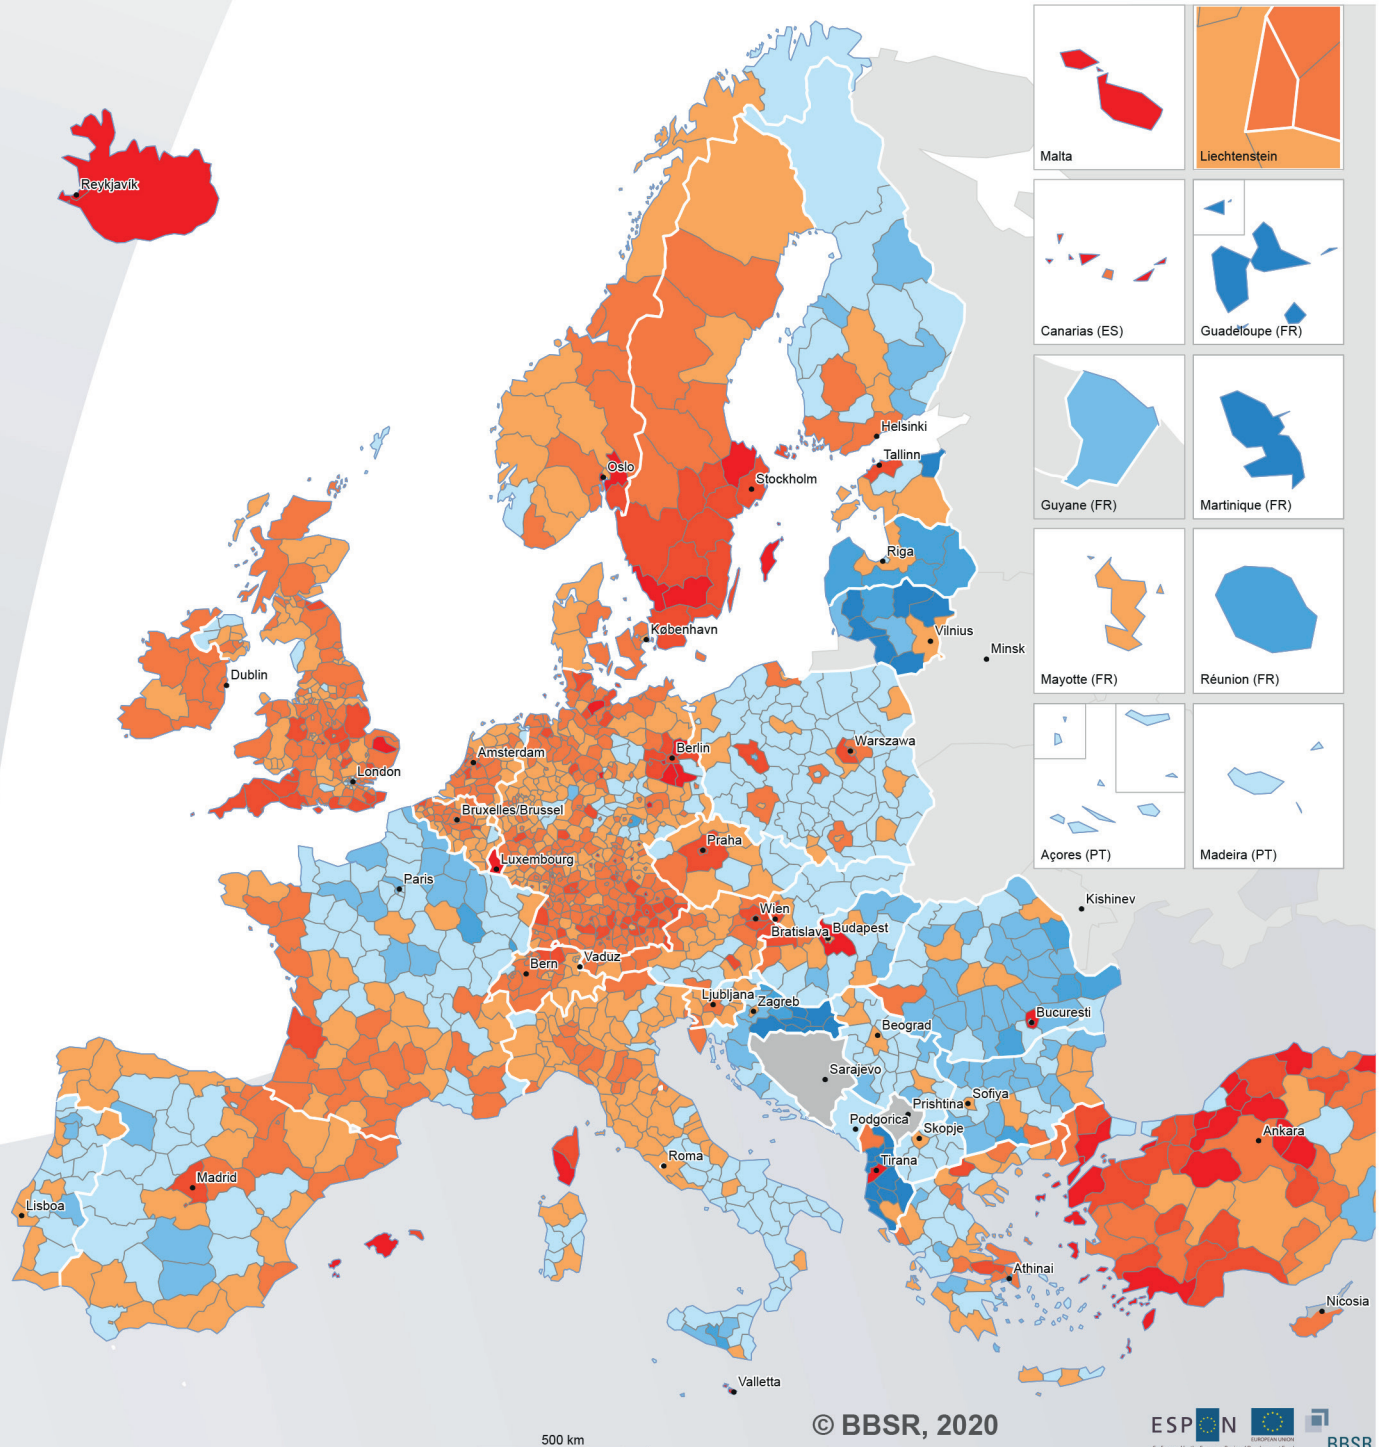 Malta
Liechtenstein
Reykjavík
Canarias (ES)
Guadeloupe (FR)
Guyane (FR)
Martinique (FR)
Mayotte (FR)
Réunion (FR)
Açores (PT)
Madeira (PT)
Helsinki
Tallinn
Oslo
Stockholm
Riga
København
Vilnius
Minsk
Dublin
Amsterdam
Berlin
Warszawa
London
Bruxelles/Brussel
Praha
Luxembourg
Paris
Kishinev
Wien
Bratislava
Budapest
Bern
Vaduz
Ljubljana
Zagreb
Bucuresti
Beograd
Sarajevo
Prishtina
Sofiya
Podgorica
Skopje
Ankara
Roma
Tirana
Madrid
Lisboa
Athinai
Nicosia
Valletta
© BBSR, 2020
500 km
ESPON
EUROPEAN UNION
BBSR